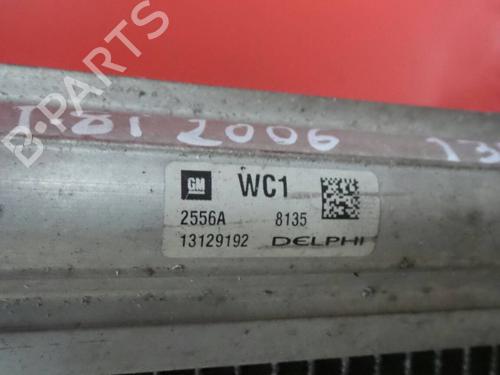 B-PARTS
2006
GM WC1
2556A 8135
13129192 DELPHI